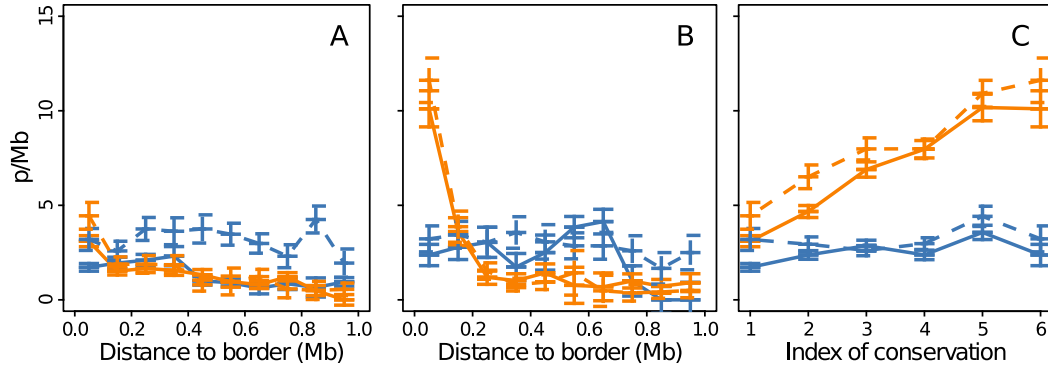 A
B
C
p/Mb
15
10
5
0
0.0 0.2 0.4 0.6 0.8 1.0
0.0 0.2 0.4 0.6 0.8 1.0
1 2 3 4 5 6
Distance to border (Mb)
Distance to border (Mb)
Index of conservation